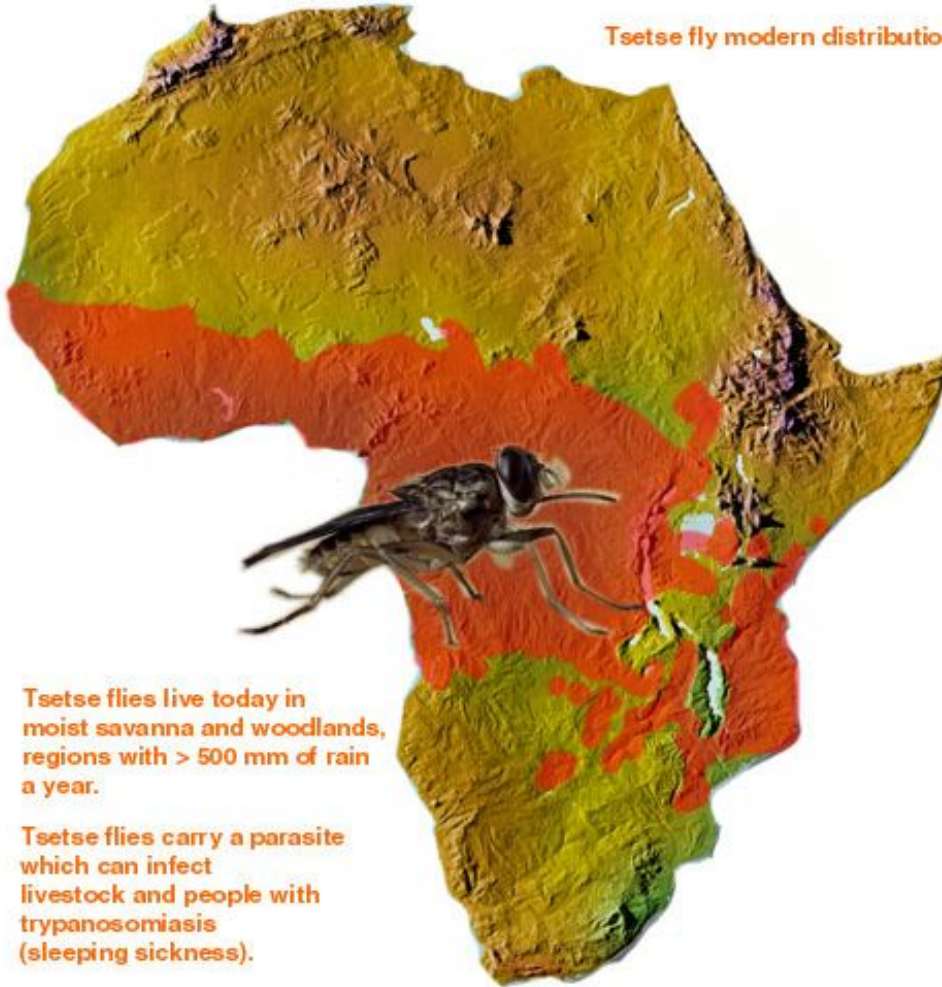 Tsetse fly modern distributio
Tsetse flies live today in
moist savanna and woodlands,
regions with > 500 mm of rain
a year.
Tsetse flies carry a parasite
which can infect
livestock and people with
trypanosomiasis
(sleeping sickness).